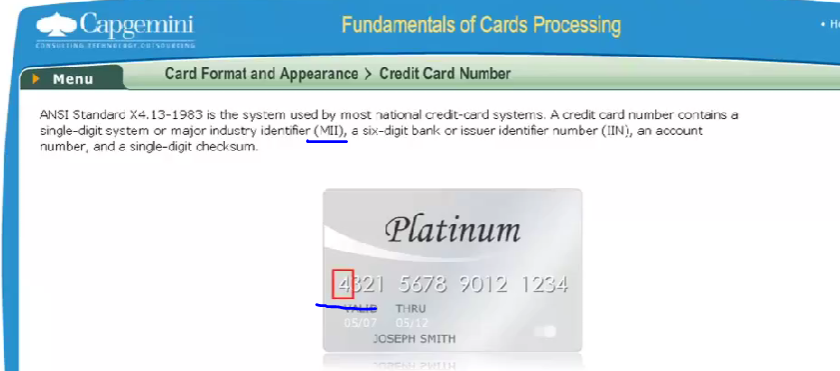 Capgemini
CONSULTING.TECHNOLOGY.OUTSOURCING
Fundamentals of Cards Processing
Menu
Card Format and Appearance > Credit Card Number
ANSI Standard X4.13-1983 is the system used by most national credit-card systems. A credit card number contains a
single-digit system or major industry identifier (MII), a six-digit bank or issuer identifier number (IIN), an account
number, and a single-digit checksum.
Platinum
4321 5678 9012 1234
VALID THRU
05/07 05/12
JOSEPH SMITH